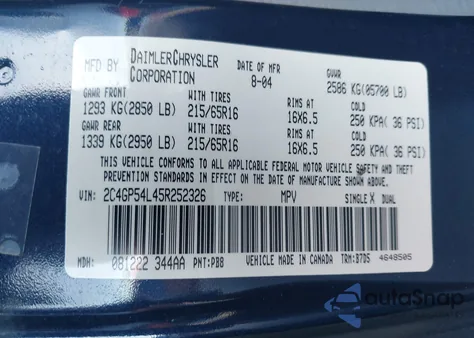 MFD BY DAIMLERCHRYSLER CORPORATION DATE OF MFR 8-04 GVWR 2586 KG(05700 LB)
GAWR FRONT WITH TIRES RIMS AT COLD
1293 KG(2850 LB) 215/65R16 16X6.5 250 KPA( 36 PSI)
GAWR REAR WITH TIRES RIMS AT COLD
1339 KG(2950 LB) 215/65R16 16X6.5 250 KPA( 36 PSI)
THIS VEHICLE CONFORMS TO ALL APPLICABLE FEDERAL MOTOR VEHICLE SAFETY, BUMPER AND THEFT
PREVENTION STANDARDS IN EFFECT ON THE DATE OF MANUFACTURE SHOWN ABOVE.
VIN: 2C4GP54L45R252326 TYPE: MPV SINGLE X DUAL
MDH: 081222 344AA PNT: PB8 VEHICLE MADE IN CANADA TRM: B7D5 4648505
autoSnap